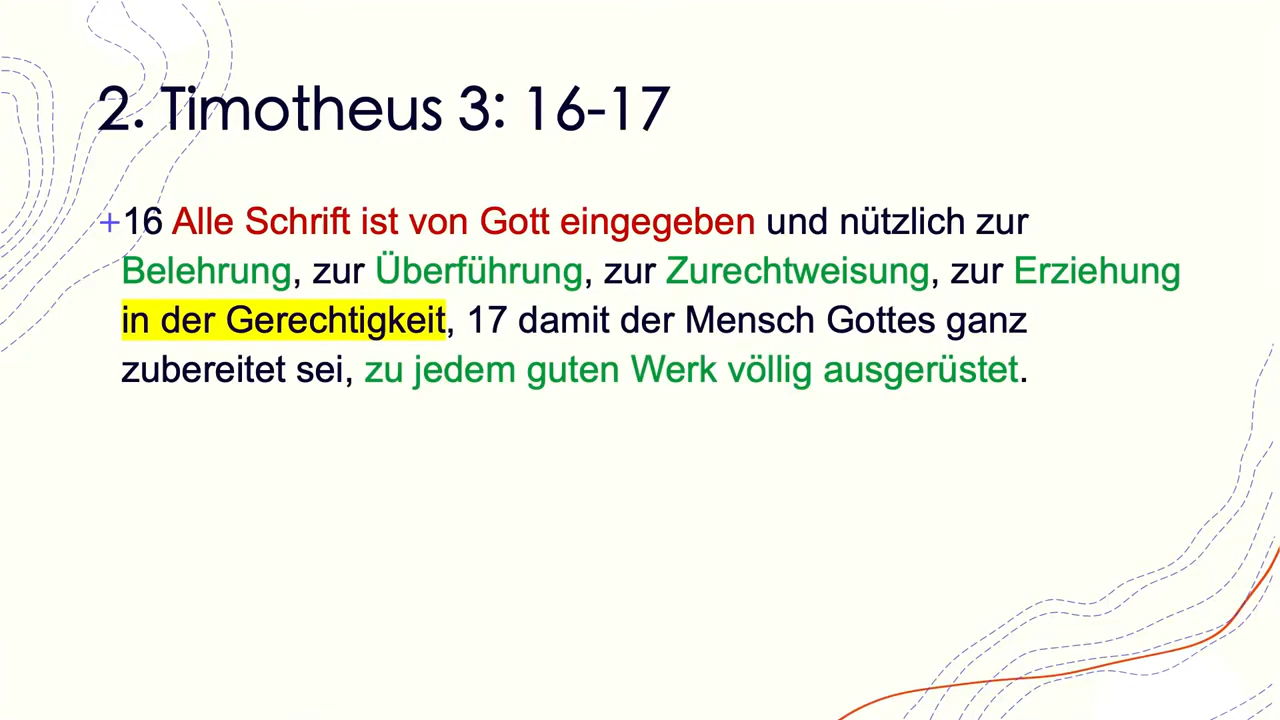 2. Timotheus 3: 16-17
+16 Alle Schrift ist von Gott eingegeben und nützlich zur
Belehrung, zur Überführung, zur Zurechtweisung, zur Erziehung
in der Gerechtigkeit, 17 damit der Mensch Gottes ganz
zubereitet sei, zu jedem guten Werk völlig ausgerüstet.